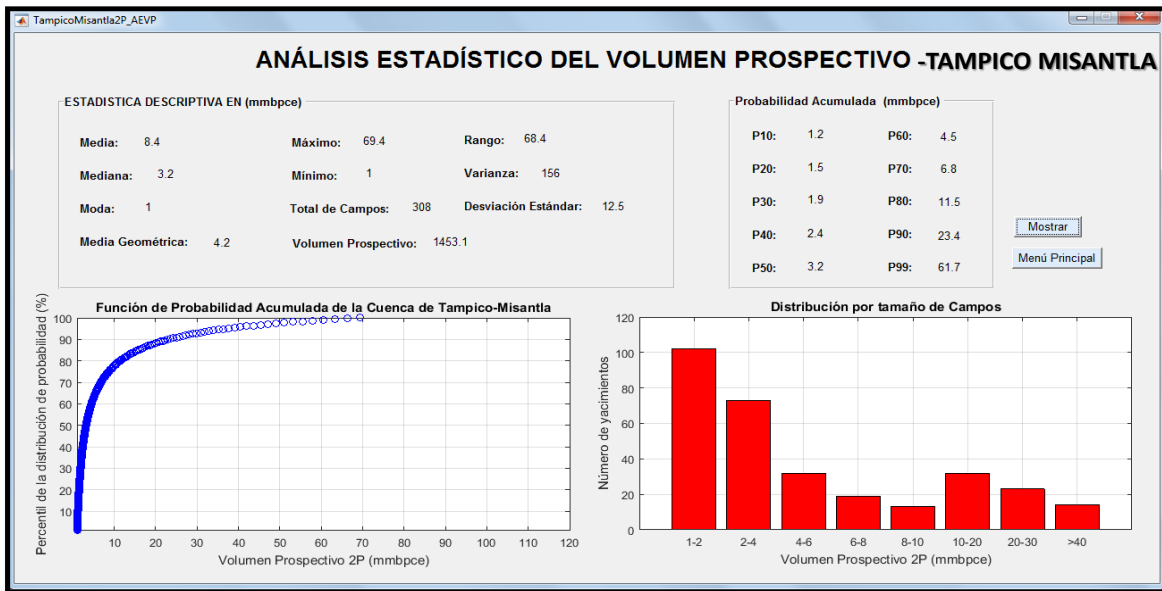 TampicoMisantla2P_AEVP
ANÁLISIS ESTADÍSTICO DEL VOLUMEN PROSPECTIVO -TAMPICO MISANTLA
ESTADISTICA DESCRIPTIVA EN (mmbpce)
Media: 8.4 Máximo: 69.4 Rango: 68.4
Mediana: 3.2 Mínimo: 1 Varianza: 156
Moda: 1 Total de Campos: 308 Desviación Estándar: 12.5
Media Geométrica: 4.2 Volumen Prospectivo: 1453.1
Probabilidad Acumulada (mmbpce)
P10: 1.2 P60: 4.5
P20: 1.5 P70: 6.8
P30: 1.9 P80: 11.5
P40: 2.4 P90: 23.4
P50: 3.2 P99: 61.7
Mostrar
Menú Principal
Función de Probabilidad Acumulada de la Cuenca de Tampico-Misantla
Percentil de la distribución de probabilidad (%)
100
90
80
70
60
50
40
30
20
10
10 20 30 40 50 60 70 80 90 100 110 120
Volumen Prospectivo 2P (mmbpce)
Distribución por tamaño de Campos
Número de yacimientos
120
100
80
60
40
20
0
1-2 2-4 4-6 6-8 8-10 10-20 20-30 >40
Volumen Prospectivo 2P (mmbpce)